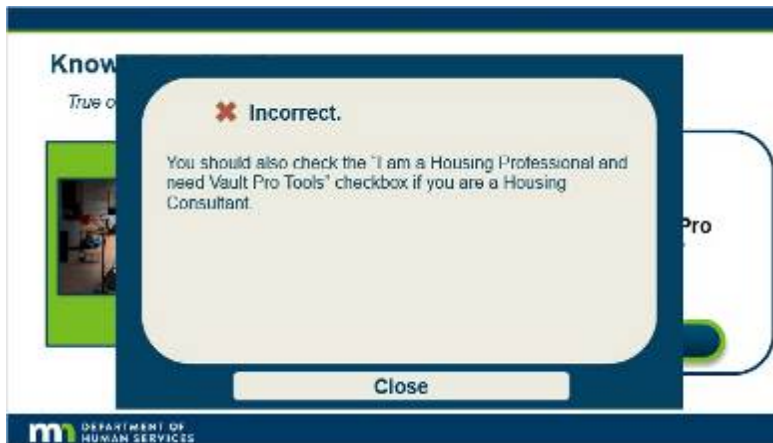 Know
True o
Incorrect.
You should also check the "I am a Housing Professional and
need Vault Pro Tools" checkbox if you are a Housing
Consultant.
Pro
Close
mn DEPARTMENT OF
HUMAN SERVICES